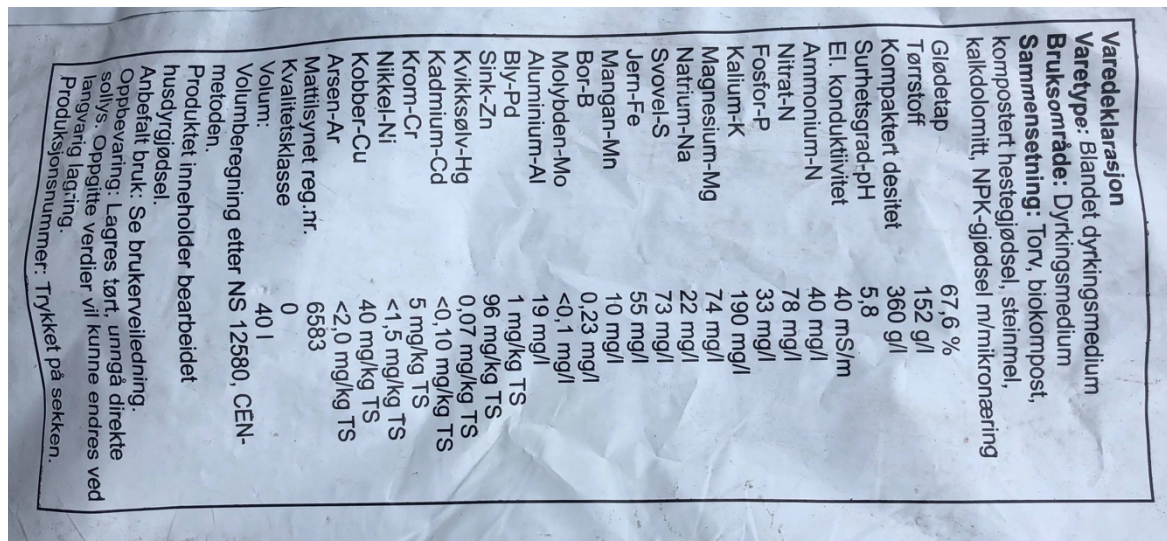 Varedeklarasjon
Varetype: Blandet dyrkingsmedium
Bruksområde: Dyrkingsmedium
Sammensetning: Torv, biokompost,
kompostert hestegjødsel, steinmel,
kalkdolomitt, NPK-gjødsel m/mikronæring
Glødetap 67,6 %
Tørrstoff 152 g/l
Kompaktert desitet 360 g/l
Surhetsgrad-pH 5,8
El. konduktiivitet 40 mS/m
Ammonium-N 40 mg/l
Nitrat-N 78 mg/l
Fosfor-P 33 mg/l
Kalium-K 190 mg/l
Magnesium-Mg 74 mg/l
Natrium-Na 22 mg/l
Svovel-S 73 mg/l
Jern-Fe 55 mg/l
Mangan-Mn 10 mg/l
Bor-B 0,23 mg/l
Molybden-Mo <0,1 mg/l
Aluminium-Al 19 mg/l
Bly-Pd 1 mg/kg TS
Sink-Zn 96 mg/kg TS
Kvikksølv-Hg 0,07 mg/kg TS
Kadmium-Cd <0,10 mg/kg TS
Krom-Cr 5 mg/kg TS
Nikkel-Ni <1,5 mg/kg TS
Kobber-Cu 40 mg/kg TS
Arsen-Ar <2,0 mg/kg TS
Mattilsynet reg.nr. 6583
Kvalitetsklasse 0
Volum: 40 l
Volumberegning etter NS 12580, CEN-
metoden.
Produktet inneholder bearbeidet
husdyrgjødsel.
Anbefalt bruk: Se brukerveiledning.
Oppbevaring: Lagres tørt, unngå direkte
sollys. Oppgitte verdier vil kunne endres ved
langvarig lagring.
Produksjonsnummer: Trykket på sekken.